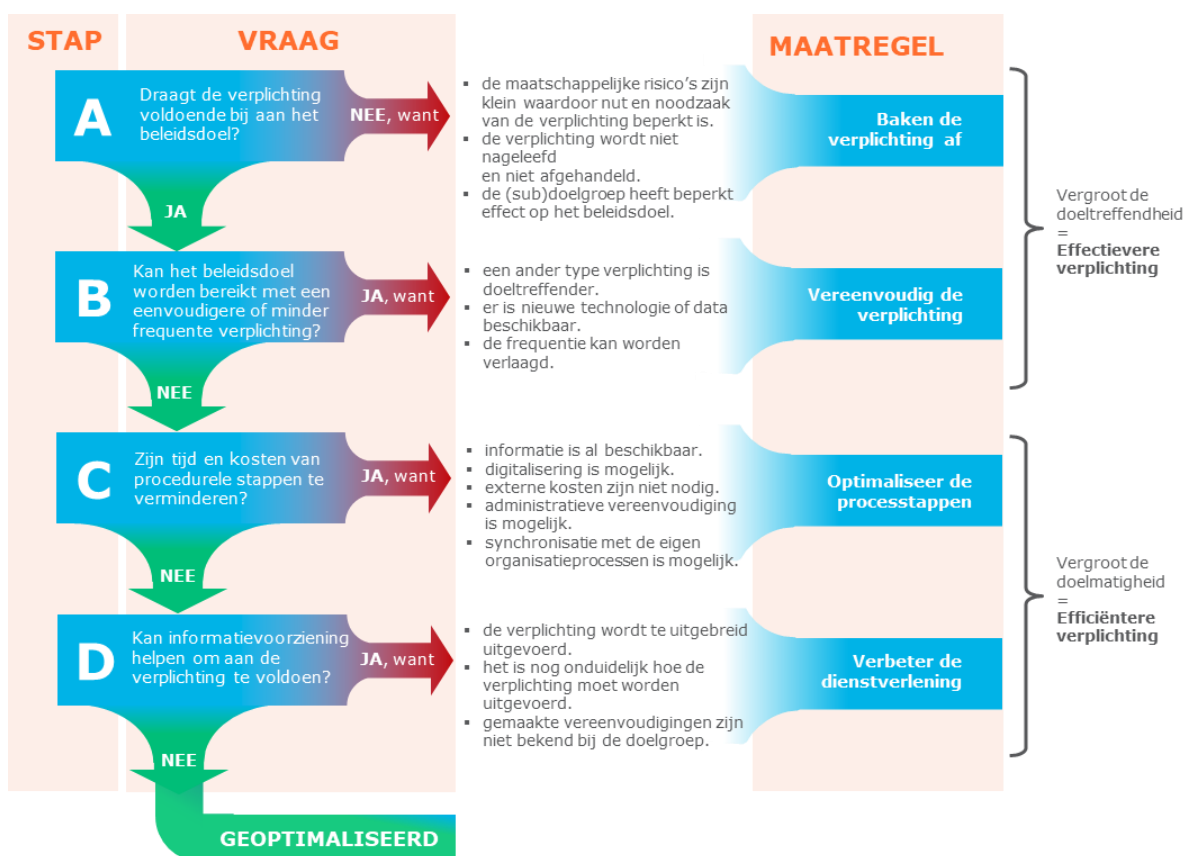 STAP
VRAAG
MAATREGEL
A
Draagt de verplichting
voldoende bij aan het
beleidsdoel?
NEE, want
▪ de maatschappelijke risico's zijn
klein waardoor nut en noodzaak
van de verplichting beperkt is.
▪ de verplichting wordt niet
nageleefd
en niet afgehandeld.
▪ de (sub)doelgroep heeft beperkt
effect op het beleidsdoel.
Baken de
verplichting af
JA
B
Kan het beleidsdoel
worden bereikt met een
eenvoudigere of minder
frequente verplichting?
JA, want
▪ een ander type verplichting is
doeltreffender.
▪ er is nieuwe technologie of data
beschikbaar.
▪ de frequentie kan worden
verlaagd.
Vereenvoudig de
verplichting
Vergroot de
doeltreffendheid
=
Effectievere
verplichting
NEE
C
Zijn tijd en kosten van
procedurele stappen te
verminderen?
JA, want
▪ informatie is al beschikbaar.
▪ digitalisering is mogelijk.
▪ externe kosten zijn niet nodig.
▪ administratieve vereenvoudiging
is mogelijk.
▪ synchronisatie met de eigen
organisatieprocessen is mogelijk.
Optimaliseer de
processtappen
NEE
D
Kan informatievoorziening
helpen om aan de
verplichting te voldoen?
JA, want
▪ de verplichting wordt te uitgebreid
uitgevoerd.
▪ het is nog onduidelijk hoe de
verplichting moet worden
uitgevoerd.
▪ gemaakte vereenvoudigingen zijn
niet bekend bij de doelgroep.
Verbeter de
dienstverlening
Vergroot de
doelmatigheid
=
Efficiëntere
verplichting
NEE
GEOPTIMALISEERD